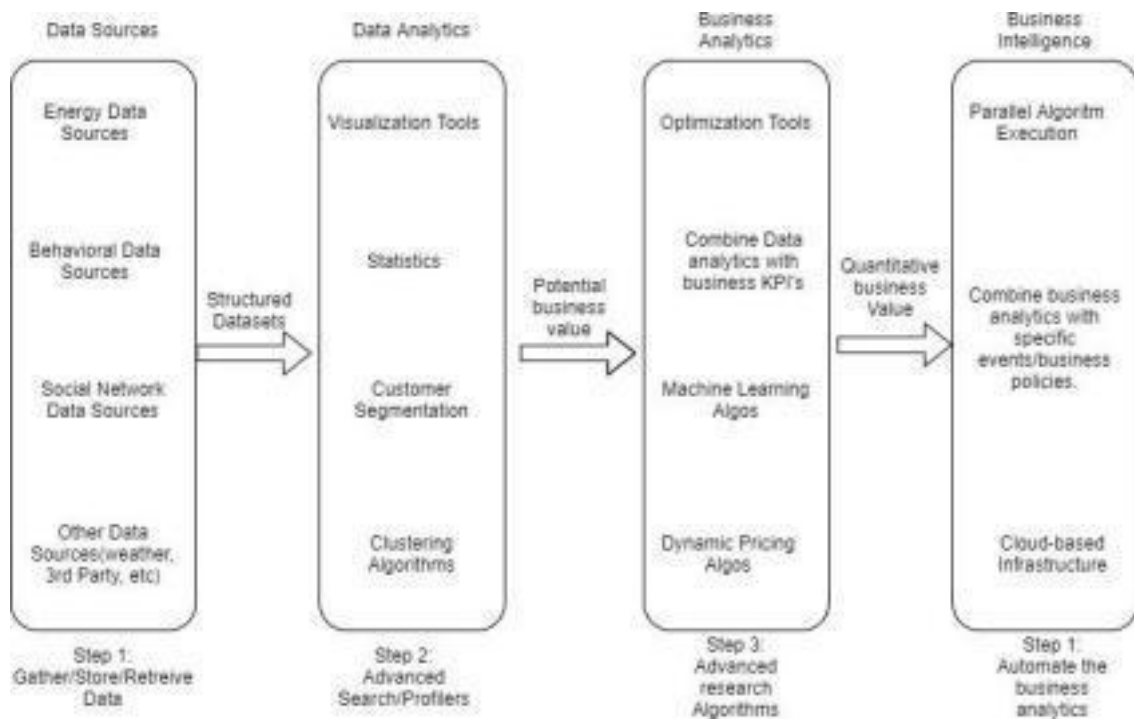 Data Sources
Energy Data
Sources
Behavioral Data
Sources
Social Network
Data Sources
Other Data
Sources(weather,
3rd Party, etc)
Step 1:
Gather/Store/Retreive
Data
Structured
Datasets
Data Analytics
Visualization Tools
Statistics
Customer
Segmentation
Clustering
Algorithms
Step 2:
Advanced
Search/Profilers
Potential
business
value
Business
Analytics
Optimization Tools
Combine Data
analytics with
business KPI's
Machine Learning
Algos
Dynamic Pricing
Algos
Step 3:
Advanced
research
Algorithms
Quantitative
business
Value
Business
Intelligence
Parallel Algoritm
Execution
Combine business
analytics with
specific
events/business
policies.
Cloud-based
Infrastructure
Step 1:
Automate the
business
analytics